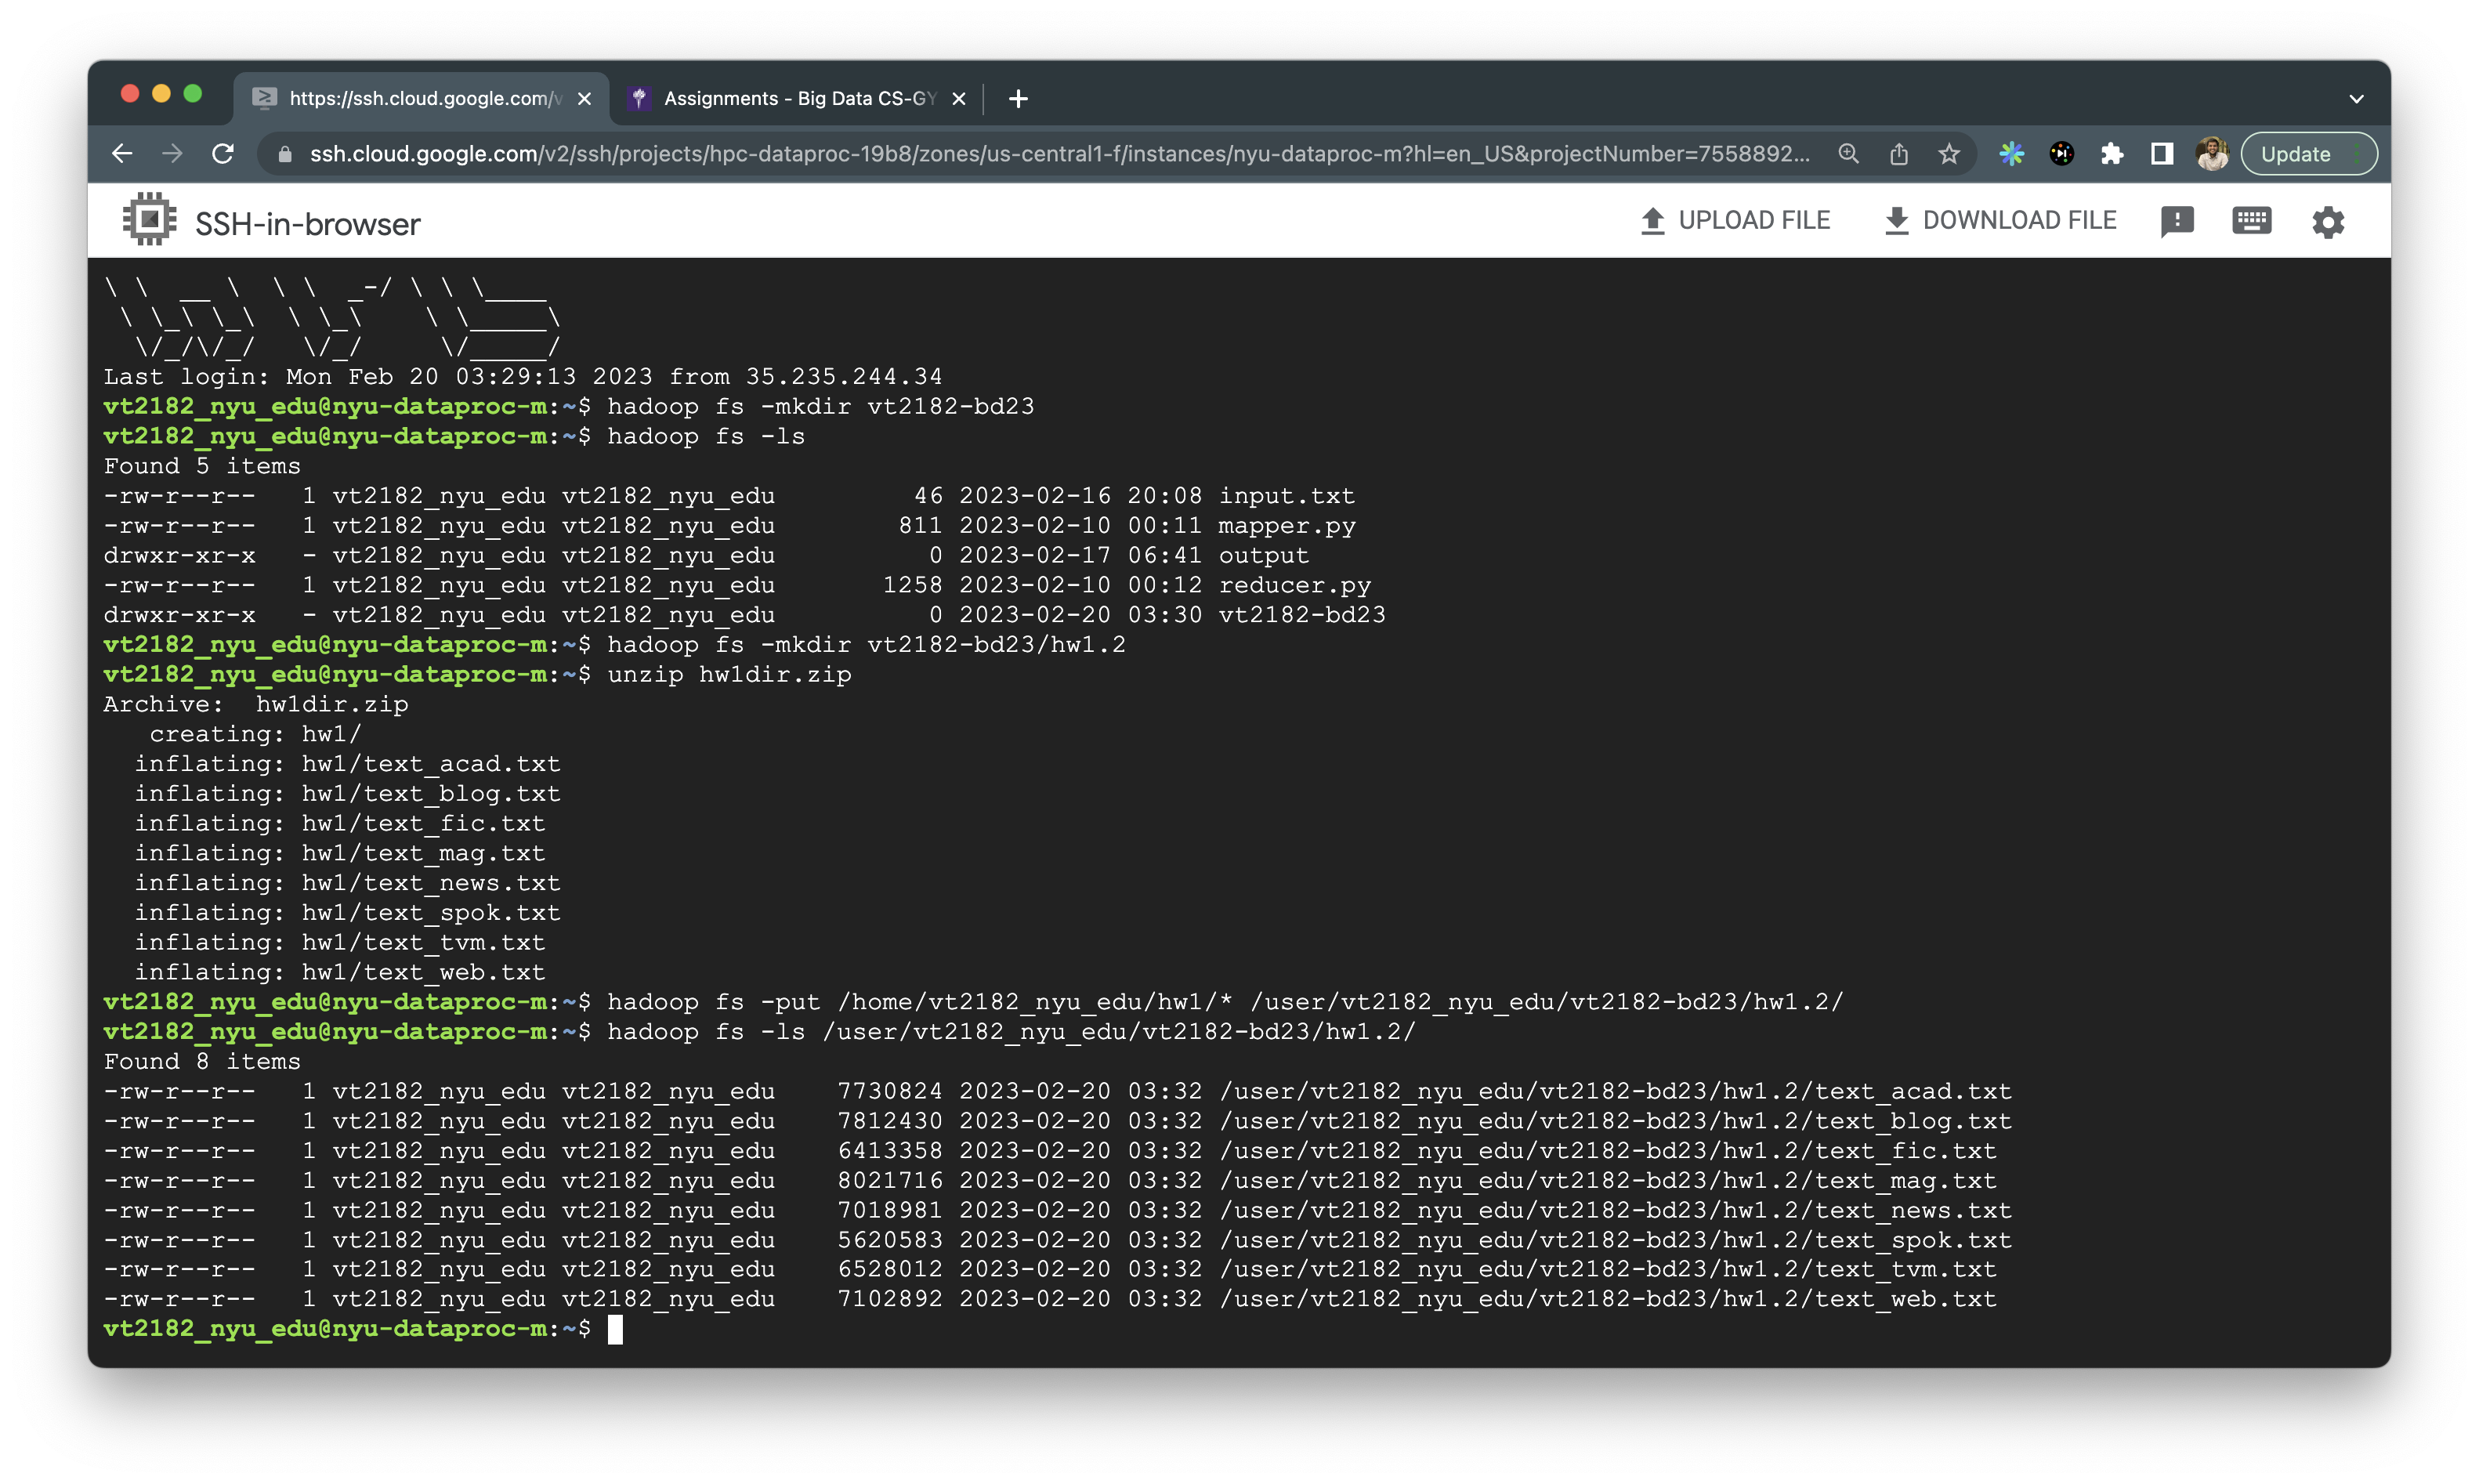 https://ssh.cloud.google.com/v
Assignments - Big Data CS-GY
ssh.cloud.google.com/v2/ssh/projects/hpc-dataproc-19b8/zones/us-central1-f/instances/nyu-dataproc-m?hl=en_US&projectNumber=7558892...
Update
SSH-in-browser
UPLOAD FILE
DOWNLOAD FILE
Last login: Mon Feb 20 03:29:13 2023 from 35.235.244.34
vt2182_nyu_edu@nyu-dataproc-m:~$ hadoop fs -mkdir vt2182-bd23
vt2182_nyu_edu@nyu-dataproc-m:~$ hadoop fs -ls
Found 5 items
-rw-r--r--   1 vt2182_nyu_edu vt2182_nyu_edu         46 2023-02-16 20:08 input.txt
-rw-r--r--   1 vt2182_nyu_edu vt2182_nyu_edu        811 2023-02-10 00:11 mapper.py
drwxr-xr-x   - vt2182_nyu_edu vt2182_nyu_edu          0 2023-02-17 06:41 output
-rw-r--r--   1 vt2182_nyu_edu vt2182_nyu_edu       1258 2023-02-10 00:12 reducer.py
drwxr-xr-x   - vt2182_nyu_edu vt2182_nyu_edu          0 2023-02-20 03:30 vt2182-bd23
vt2182_nyu_edu@nyu-dataproc-m:~$ hadoop fs -mkdir vt2182-bd23/hw1.2
vt2182_nyu_edu@nyu-dataproc-m:~$ unzip hw1dir.zip
Archive:  hw1dir.zip
   creating: hw1/
  inflating: hw1/text_acad.txt
  inflating: hw1/text_blog.txt
  inflating: hw1/text_fic.txt
  inflating: hw1/text_mag.txt
  inflating: hw1/text_news.txt
  inflating: hw1/text_spok.txt
  inflating: hw1/text_tvm.txt
  inflating: hw1/text_web.txt
vt2182_nyu_edu@nyu-dataproc-m:~$ hadoop fs -put /home/vt2182_nyu_edu/hw1/* /user/vt2182_nyu_edu/vt2182-bd23/hw1.2/
vt2182_nyu_edu@nyu-dataproc-m:~$ hadoop fs -ls /user/vt2182_nyu_edu/vt2182-bd23/hw1.2/
Found 8 items
-rw-r--r--   1 vt2182_nyu_edu vt2182_nyu_edu    7730824 2023-02-20 03:32 /user/vt2182_nyu_edu/vt2182-bd23/hw1.2/text_acad.txt
-rw-r--r--   1 vt2182_nyu_edu vt2182_nyu_edu    7812430 2023-02-20 03:32 /user/vt2182_nyu_edu/vt2182-bd23/hw1.2/text_blog.txt
-rw-r--r--   1 vt2182_nyu_edu vt2182_nyu_edu    6413358 2023-02-20 03:32 /user/vt2182_nyu_edu/vt2182-bd23/hw1.2/text_fic.txt
-rw-r--r--   1 vt2182_nyu_edu vt2182_nyu_edu    8021716 2023-02-20 03:32 /user/vt2182_nyu_edu/vt2182-bd23/hw1.2/text_mag.txt
-rw-r--r--   1 vt2182_nyu_edu vt2182_nyu_edu    7018981 2023-02-20 03:32 /user/vt2182_nyu_edu/vt2182-bd23/hw1.2/text_news.txt
-rw-r--r--   1 vt2182_nyu_edu vt2182_nyu_edu    5620583 2023-02-20 03:32 /user/vt2182_nyu_edu/vt2182-bd23/hw1.2/text_spok.txt
-rw-r--r--   1 vt2182_nyu_edu vt2182_nyu_edu    6528012 2023-02-20 03:32 /user/vt2182_nyu_edu/vt2182-bd23/hw1.2/text_tvm.txt
-rw-r--r--   1 vt2182_nyu_edu vt2182_nyu_edu    7102892 2023-02-20 03:32 /user/vt2182_nyu_edu/vt2182-bd23/hw1.2/text_web.txt
vt2182_nyu_edu@nyu-dataproc-m:~$